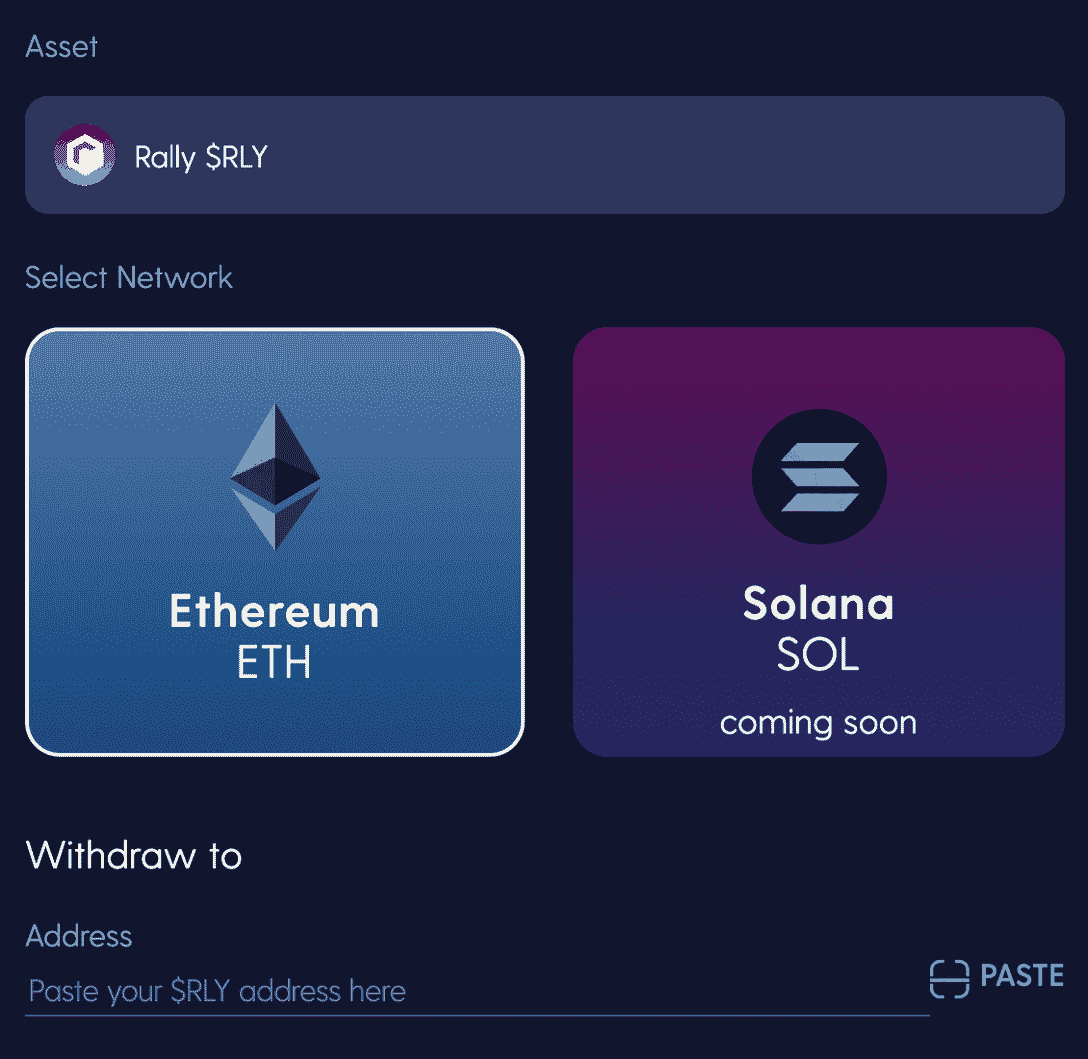 Asset
Rally $RLY
Select Network
Ethereum
ETH
Solana
SOL
coming soon
Withdraw to
Address
Paste your $RLY address here
PASTE